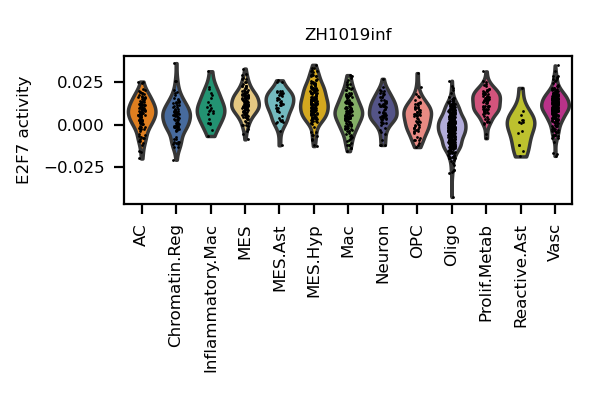 ZH1019inf
E2F7 activity
0.025
0.000
−0.025
AC
Chromatin.Reg
Inflammatory.Mac
MES
MES.Ast
MES.Hyp
Mac
Neuron
OPC
Oligo
Prolif.Metab
Reactive.Ast
Vasc